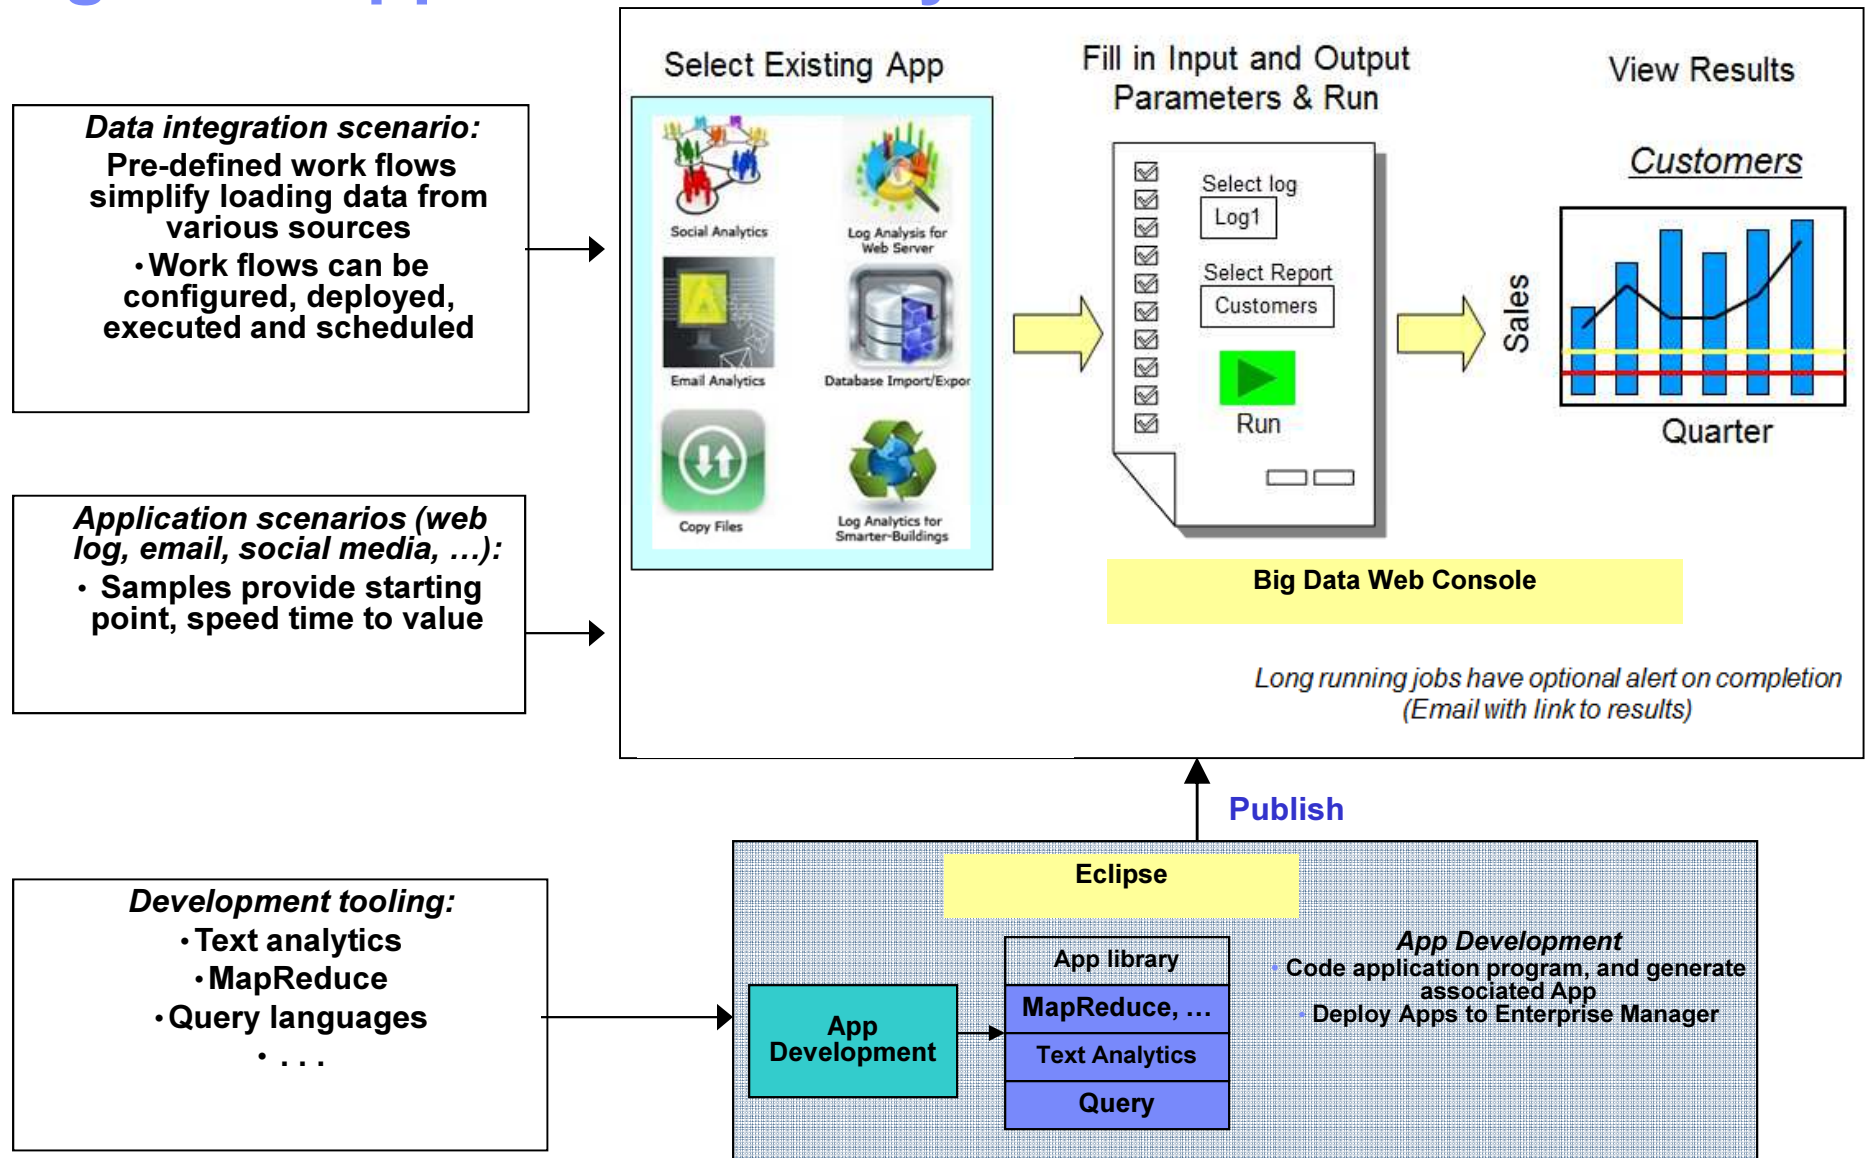 Select Existing App
Fill in Input and Output
Parameters & Run
View Results
Data integration scenario:
Pre-defined work flows
simplify loading data from
various sources
• Work flows can be
configured, deployed,
executed and scheduled
Social Analytics
Log Analysis for
Web Server
Email Analytics
Database Import/Expor
Copy Files
Log Analytics for
Smarter-Buildings
Select log
Log1
Select Report
Customers
Run
Customers
Sales
Quarter
Application scenarios (web
log, email, social media, …):
• Samples provide starting
point, speed time to value
Big Data Web Console
Long running jobs have optional alert on completion
(Email with link to results)
Publish
Development tooling:
• Text analytics
• MapReduce
• Query languages
• . . .
Eclipse
App
Development
App library
MapReduce, …
Text Analytics
Query
App Development
• Code application program, and generate
associated App
• Deploy Apps to Enterprise Manager